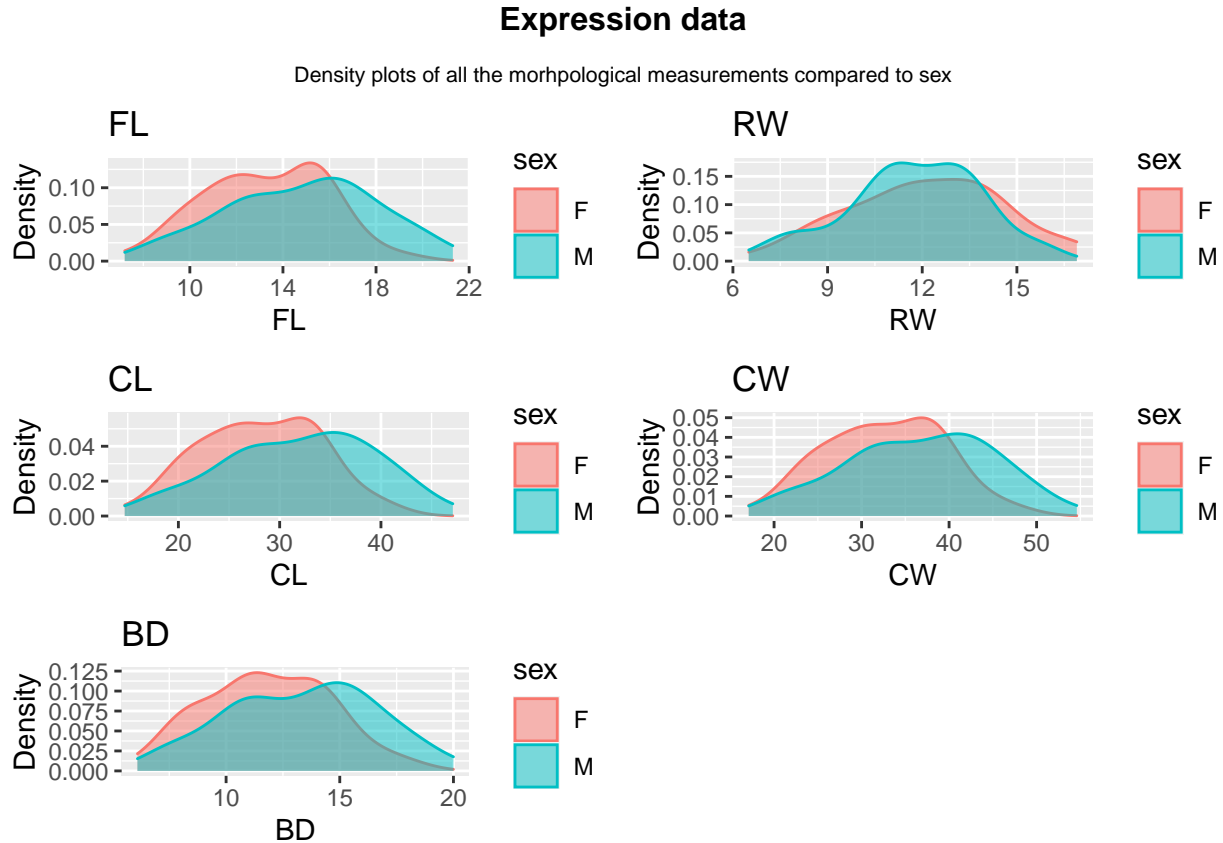 Expression data
Density plots of all the morhpological measurements compared to sex
FL
Density
0.10
0.05
0.00
10 14 18 22
FL
sex
F
M
RW
Density
0.15
0.10
0.05
0.00
6 9 12 15
RW
sex
F
M
CL
Density
0.04
0.02
0.00
20 30 40
CL
sex
F
M
CW
Density
0.05
0.04
0.03
0.02
0.01
0.00
20 30 40 50
CW
sex
F
M
BD
Density
0.125
0.100
0.075
0.050
0.025
0.000
10 15 20
BD
sex
F
M